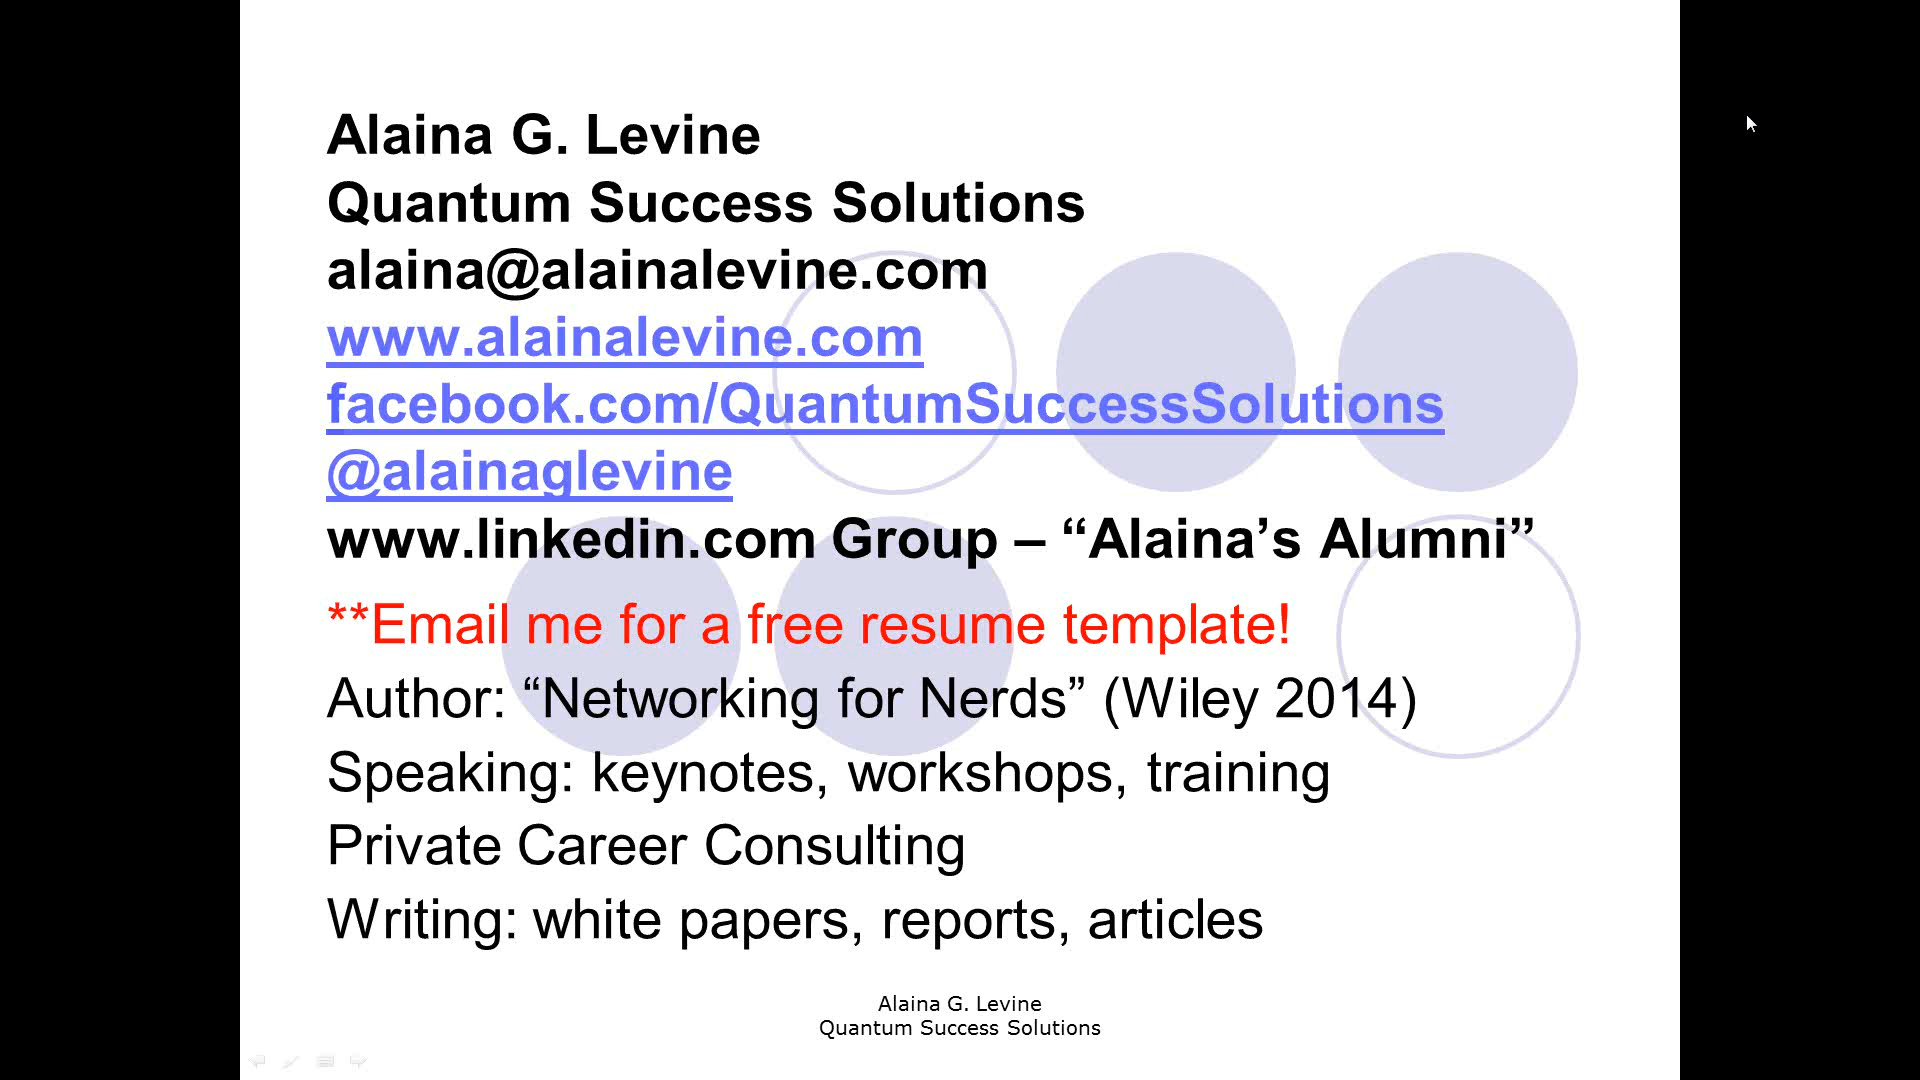 Alaina G. Levine
Quantum Success Solutions
alaina@alainalevine.com
www.alainalevine.com
facebook.com/QuantumSuccessSolutions
@alainaglevine
www.linkedin.com Group – “Alaina’s Alumni”
**Email me for a free resume template!
Author: “Networking for Nerds” (Wiley 2014)
Speaking: keynotes, workshops, training
Private Career Consulting
Writing: white papers, reports, articles
Alaina G. Levine
Quantum Success Solutions